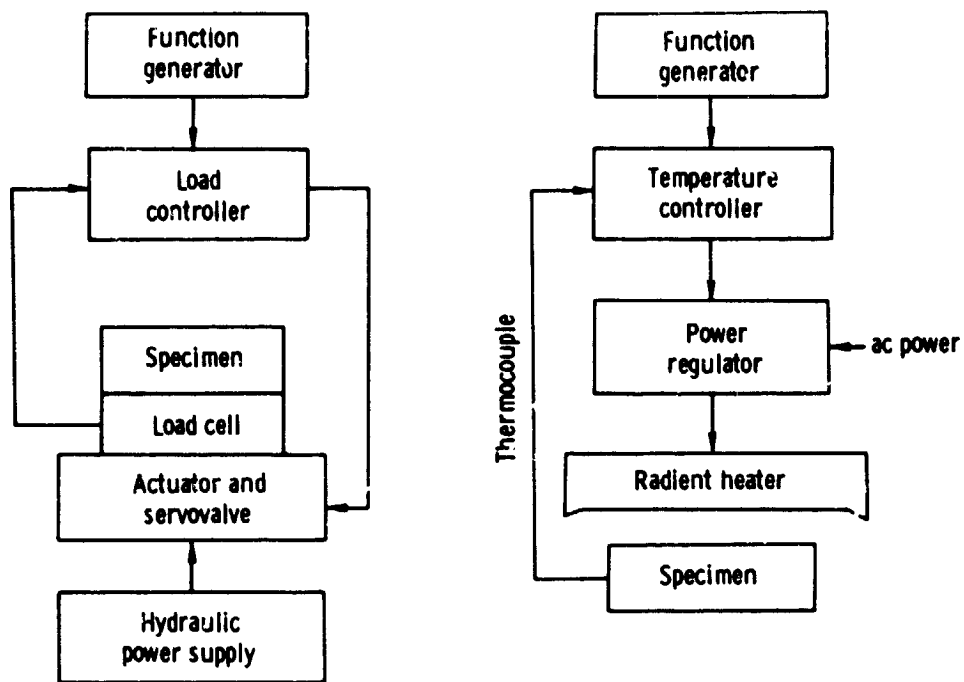 Function
generator
Load
controller
Specimen
Load cell
Actuator and
servovalve
Hydraulic
power supply
Function
generator
Temperature
controller
Thermocouple
Power
regulator
ac power
Radient heater
Specimen